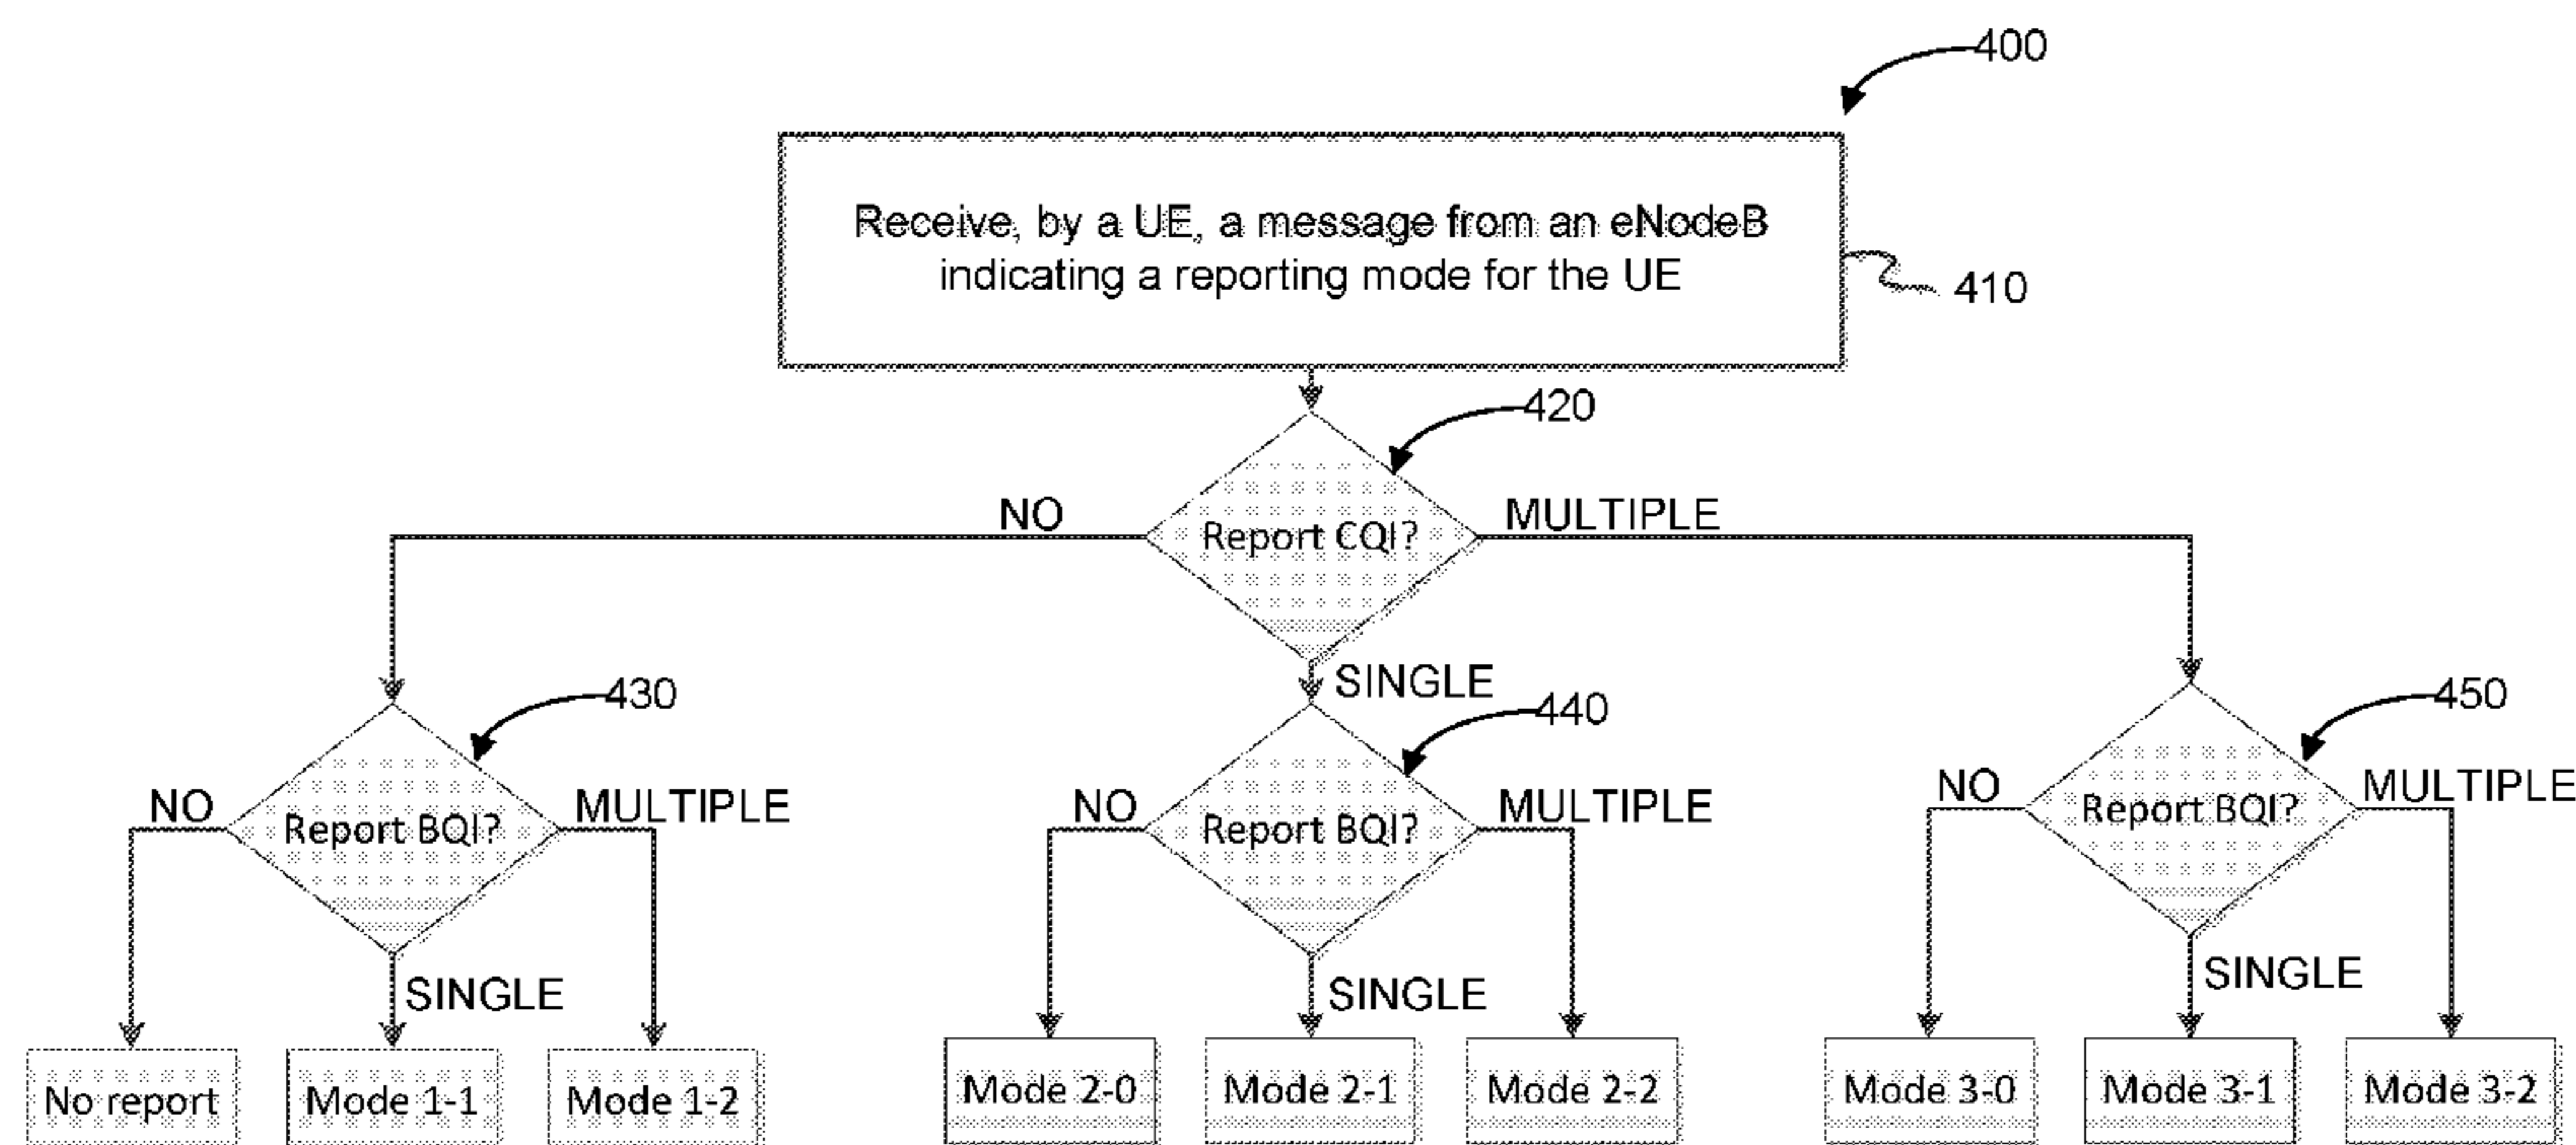 400
Receive, by a UE, a message from an eNodeB
indicating a reporting mode for the UE
410
420
NO
Report CQI?
MULTIPLE
SINGLE
430
440
450
NO
Report BQI?
MULTIPLE
SINGLE
NO
Report BQI?
MULTIPLE
SINGLE
NO
Report BQI?
MULTIPLE
SINGLE
No report
Mode 1-1
Mode 1-2
Mode 2-0
Mode 2-1
Mode 2-2
Mode 3-0
Mode 3-1
Mode 3-2